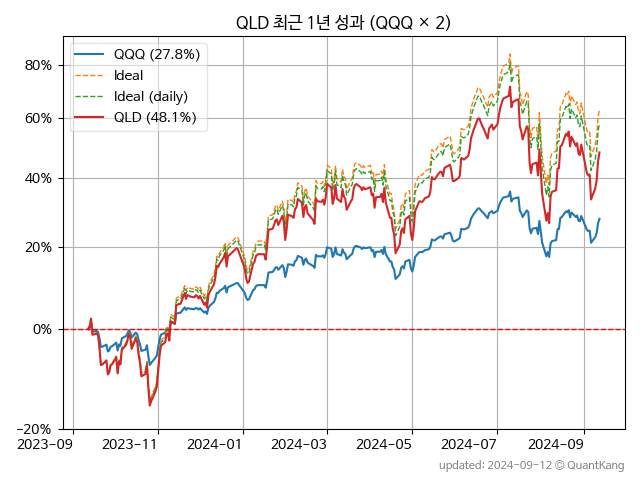 QLD 최근 1년 성과 (QQQ × 2)
QQQ (27.8%)
Ideal
Ideal (daily)
QLD (48.1%)
80%
60%
40%
20%
0%
−20%
2023-09 2023-11 2024-01 2024-03 2024-05 2024-07 2024-09
updated: 2024-09-12 © QuantKang